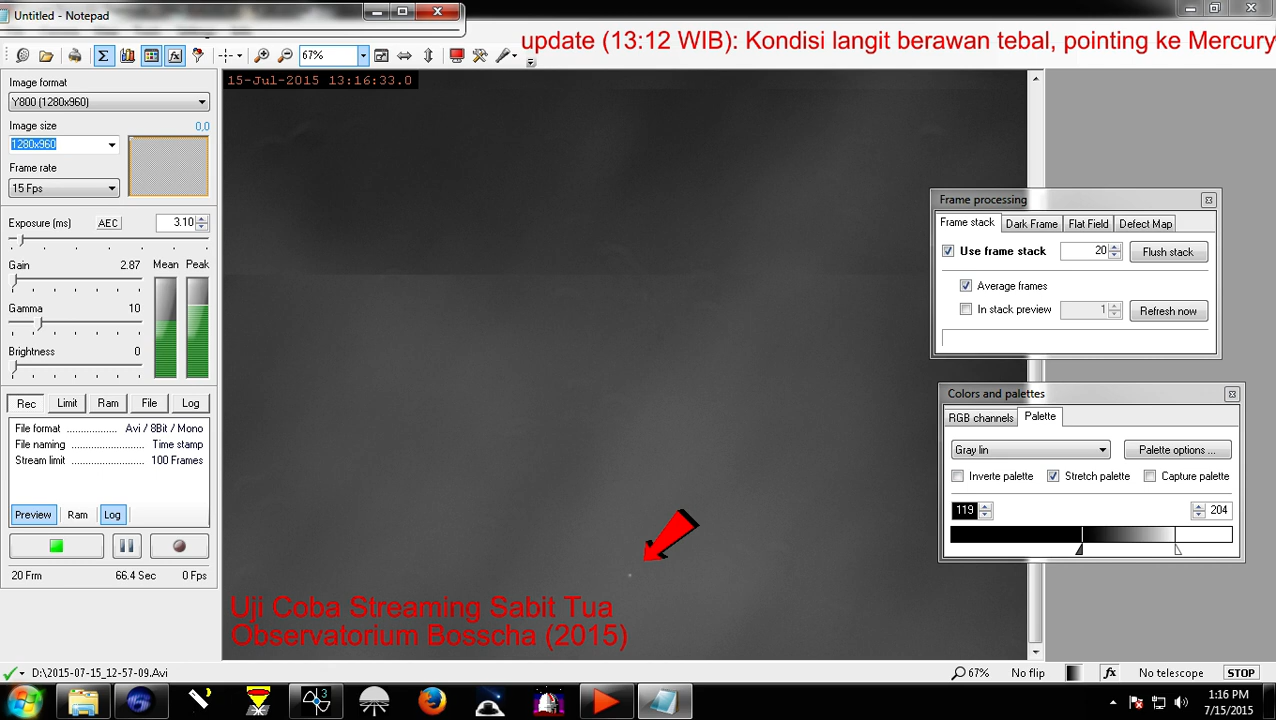 Untitled - Notepad
update (13:12 WIB): Kondisi langit berawan tebal, pointing ke Mercury
67%
Image format
Y800 (1280x960)
Image size 0,0
1280x960
Frame rate
15 Fps
Exposure (ms) AEC 3.10
Gain 2.87 Mean Peak
Gamma 10
Brightness 0
Rec Limit Ram File Log
File format Avi / 8Bit / Mono
File naming Time stamp
Stream limit 100 Frames
Preview Ram Log
20 Frm 66.4 Sec 0 Fps
15-Jul-2015 13:16:33.0
Uji Coba Streaming Sabit Tua
Observatorium Bosscha (2015)
Frame processing
Frame stack Dark Frame Flat Field Defect Map
Use frame stack 20 Flush stack
Average frames
In stack preview 1 Refresh now
Colors and palettes
RGB channels Palette
Gray lin Palette options ...
Inverte palette Stretch palette Capture palette
119 204
D:\2015-07-15_12-57-09.Avi 67% No flip fx No telescope STOP
3
1:16 PM
7/15/2015